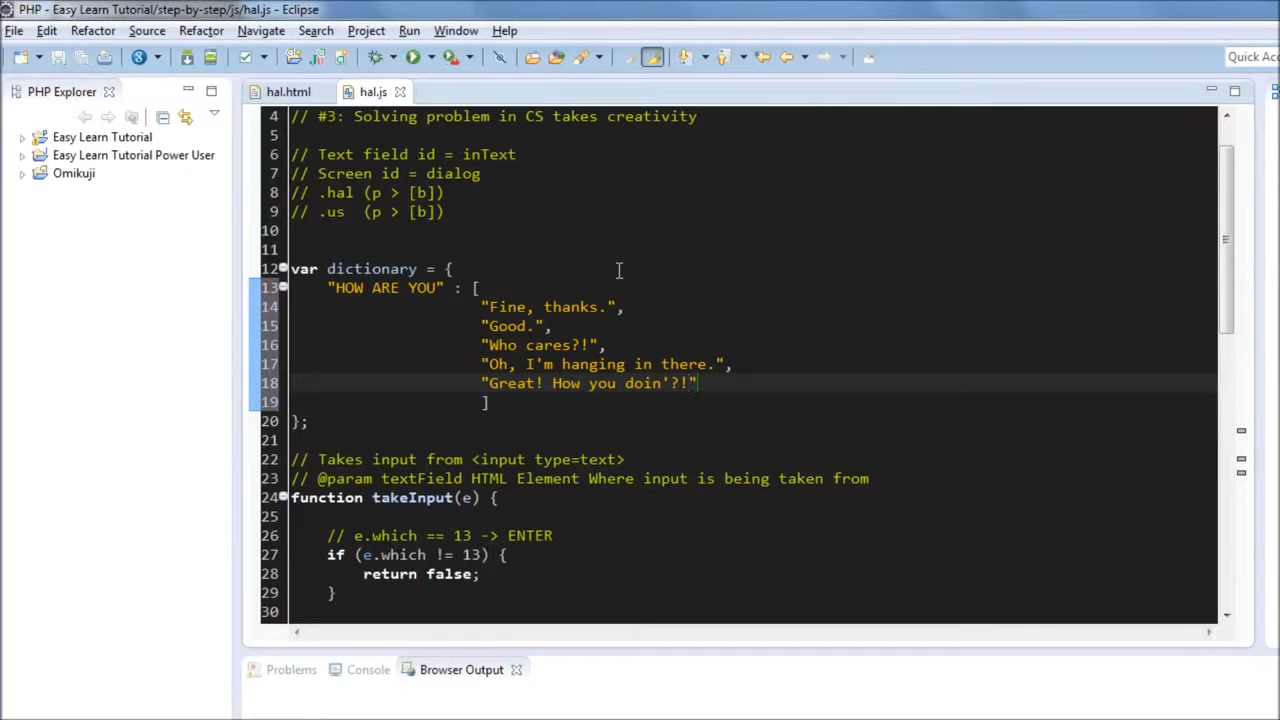 PHP - Easy Learn Tutorial/step-by-step/js/hal.js - Eclipse
File Edit Refactor Source Refactor Navigate Search Project Run Window Help
Quick Acc
PHP Explorer
hal.html hal.js
Easy Learn Tutorial
Easy Learn Tutorial Power User
Omikuji
4 // #3: Solving problem in CS takes creativity
5
6 // Text field id = inText
7 // Screen id = dialog
8 // .hal (p > [b])
9 // .us  (p > [b])
10
11
12 var dictionary = {
13 "HOW ARE YOU" : [
14 "Fine, thanks.",
15 "Good.",
16 "Who cares?!",
17 "Oh, I'm hanging in there.",
18 "Great! How you doin'?!"
19 ]
20 };
21
22 // Takes input from <input type=text>
23 // @param textField HTML Element Where input is being taken from
24 function takeInput(e) {
25
26 // e.which == 13 -> ENTER
27 if (e.which != 13) {
28 return false;
29 }
30
Problems Console Browser Output